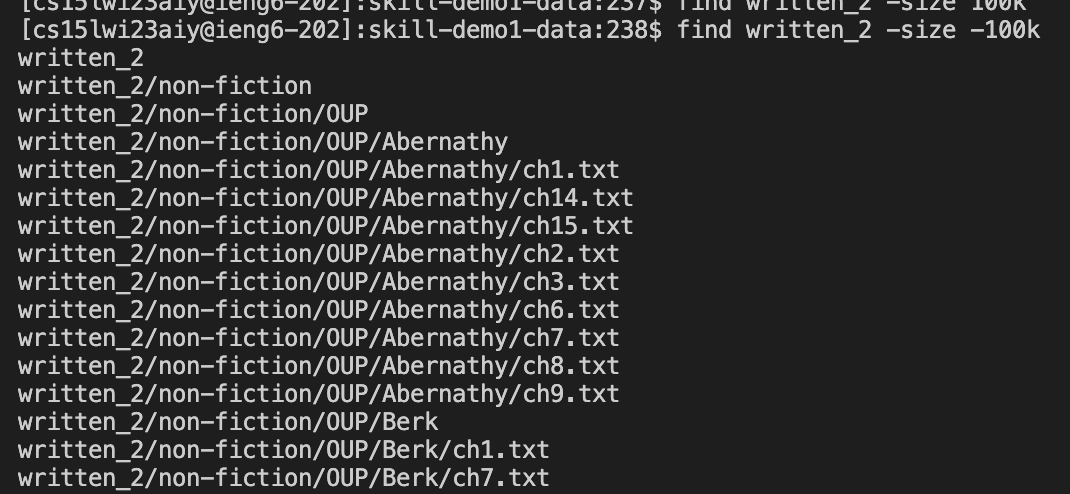 [cs15lwi23aiy@ieng6-202]:skill-demo1-data:237$ find written_2 -size 100k
[cs15lwi23aiy@ieng6-202]:skill-demo1-data:238$ find written_2 -size -100k
written_2
written_2/non-fiction
written_2/non-fiction/OUP
written_2/non-fiction/OUP/Abernathy
written_2/non-fiction/OUP/Abernathy/ch1.txt
written_2/non-fiction/OUP/Abernathy/ch14.txt
written_2/non-fiction/OUP/Abernathy/ch15.txt
written_2/non-fiction/OUP/Abernathy/ch2.txt
written_2/non-fiction/OUP/Abernathy/ch3.txt
written_2/non-fiction/OUP/Abernathy/ch6.txt
written_2/non-fiction/OUP/Abernathy/ch7.txt
written_2/non-fiction/OUP/Abernathy/ch8.txt
written_2/non-fiction/OUP/Abernathy/ch9.txt
written_2/non-fiction/OUP/Berk
written_2/non-fiction/OUP/Berk/ch1.txt
written_2/non-fiction/OUP/Berk/ch7.txt